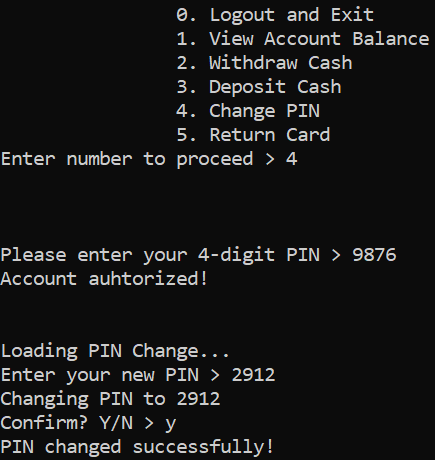 0. Logout and Exit
1. View Account Balance
2. Withdraw Cash
3. Deposit Cash
4. Change PIN
5. Return Card
Enter number to proceed > 4
Please enter your 4-digit PIN > 9876
Account auhtorized!
Loading PIN Change...
Enter your new PIN > 2912
Changing PIN to 2912
Confirm? Y/N > y
PIN changed successfully!